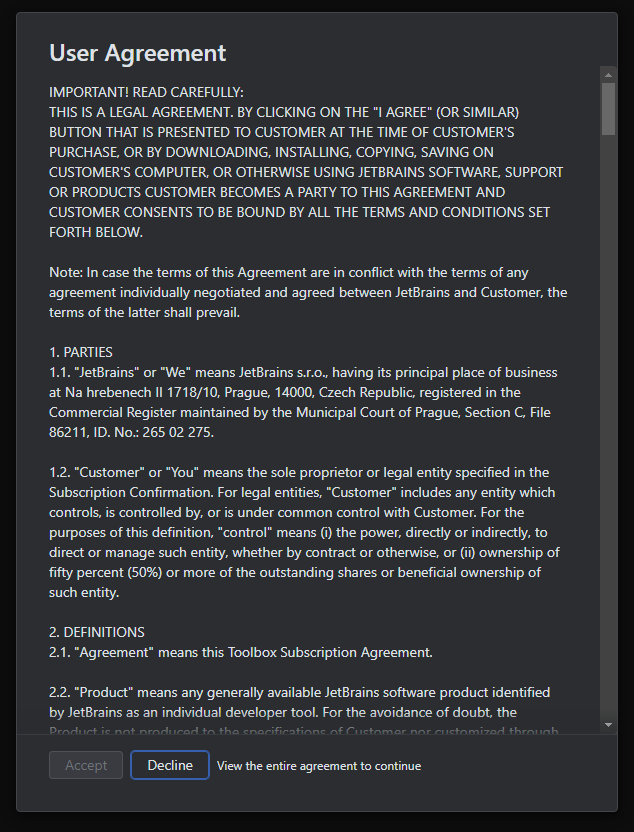 User Agreement
IMPORTANT! READ CAREFULLY:
THIS IS A LEGAL AGREEMENT. BY CLICKING ON THE "I AGREE" (OR SIMILAR)
BUTTON THAT IS PRESENTED TO CUSTOMER AT THE TIME OF CUSTOMER'S
PURCHASE, OR BY DOWNLOADING, INSTALLING, COPYING, SAVING ON
CUSTOMER'S COMPUTER, OR OTHERWISE USING JETBRAINS SOFTWARE, SUPPORT
OR PRODUCTS CUSTOMER BECOMES A PARTY TO THIS AGREEMENT AND
CUSTOMER CONSENTS TO BE BOUND BY ALL THE TERMS AND CONDITIONS SET
FORTH BELOW.
Note: In case the terms of this Agreement are in conflict with the terms of any
agreement individually negotiated and agreed between JetBrains and Customer, the
terms of the latter shall prevail.
1. PARTIES
1.1. "JetBrains" or "We" means JetBrains s.r.o., having its principal place of business
at Na hrebenech II 1718/10, Prague, 14000, Czech Republic, registered in the
Commercial Register maintained by the Municipal Court of Prague, Section C, File
86211, ID. No.: 265 02 275.
1.2. "Customer" or "You" means the sole proprietor or legal entity specified in the
Subscription Confirmation. For legal entities, "Customer" includes any entity which
controls, is controlled by, or is under common control with Customer. For the
purposes of this definition, "control" means (i) the power, directly or indirectly, to
direct or manage such entity, whether by contract or otherwise, or (ii) ownership of
fifty percent (50%) or more of the outstanding shares or beneficial ownership of
such entity.
2. DEFINITIONS
2.1. "Agreement" means this Toolbox Subscription Agreement.
2.2. "Product" means any generally available JetBrains software product identified
by JetBrains as an individual developer tool. For the avoidance of doubt, the
Product is not produced to the specifications of Customer nor customized through
Accept
Decline
View the entire agreement to continue